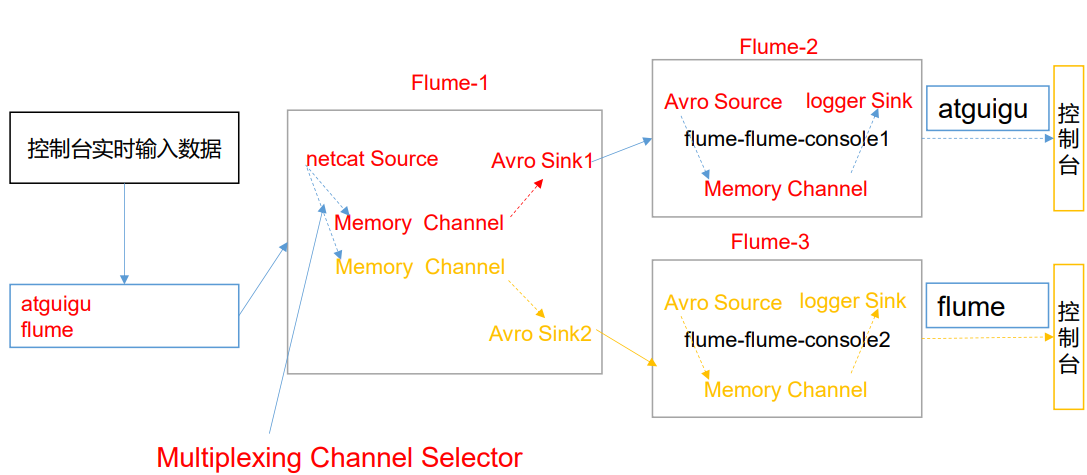 控制台实时输入数据
atguigu
flume
Flume-1
netcat Source
Avro Sink1
Memory Channel
Memory Channel
Avro Sink2
Multiplexing Channel Selector
Flume-2
Avro Source
logger Sink
flume-flume-console1
Memory Channel
atguigu
控制台
Flume-3
Avro Source
logger Sink
flume-flume-console2
Memory Channel
flume
控制台